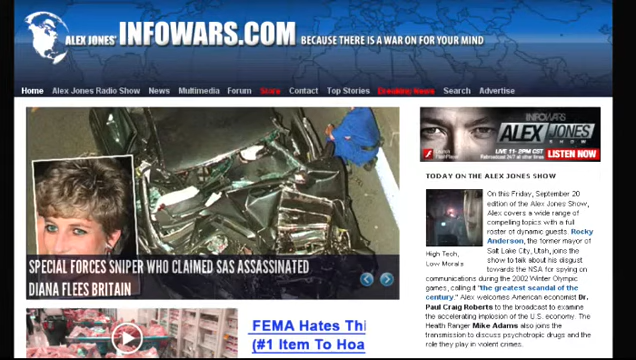 ALEX JONES' INFOWARS.COM BECAUSE THERE IS A WAR ON FOR YOUR MIND
Home Alex Jones Radio Show News Multimedia Forum Store Contact Top Stories Breaking News Search Advertise
SPECIAL FORCES SNIPER WHO CLAIMED SAS ASSASSINATED
DIANA FLEES BRITAIN
FEMA Hates Thi
(#1 Item To Hoa
INFOWARS
ALEX JONES
SHOW
LIVE 11-2PM CST
LISTEN NOW
TODAY ON THE ALEX JONES SHOW
On this Friday, September 20
edition of the Alex Jones Show,
Alex covers a wide range of
compelling topics with a full
roster of dynamic guests. Rocky
Anderson, the former mayor of
Salt Lake City, Utah, joins the
show to talk about his disgust
towards the NSA for spying on
High Tech,
Low Morals
communications during the 2002 Winter Olympic
games, calling it "the greatest scandal of the
century." Alex welcomes American economist Dr.
Paul Craig Roberts to the broadcast to examine
the accelerating implosion of the U.S. economy. The
Health Ranger Mike Adams also joins the
transmission to discuss psychotropic drugs and the
role they play in violent crimes.